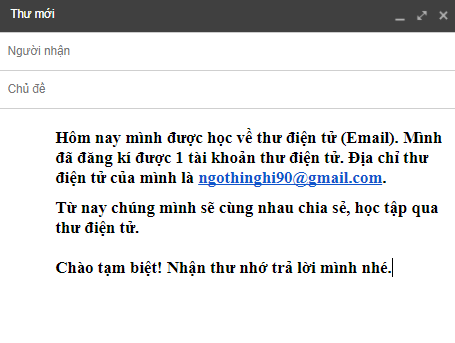 Thư mới
Người nhận
Chủ đề
Hôm nay mình được học về thư điện tử (Email). Mình
đã đăng kí được 1 tài khoản thư điện tử. Địa chỉ thư
điện tử của mình là ngothinghi90@gmail.com.
Từ nay chúng mình sẽ cùng nhau chia sẻ, học tập qua
thư điện tử.
Chào tạm biệt! Nhận thư nhớ trả lời mình nhé.